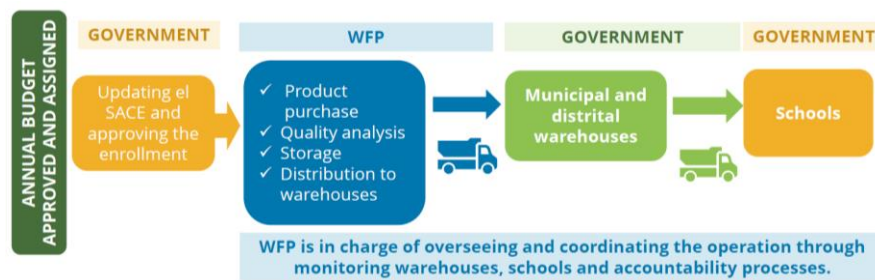 ANNUAL BUDGET
APPROVED AND ASSIGNED
GOVERNMENT
Updating el
SACE and
approving the
enrollment
WFP
✓ Product
purchase
✓ Quality analysis
✓ Storage
✓ Distribution to
warehouses
GOVERNMENT
Municipal and
distrital
warehouses
GOVERNMENT
Schools
WFP is in charge of overseeing and coordinating the operation through
monitoring warehouses, schools and accountability processes.